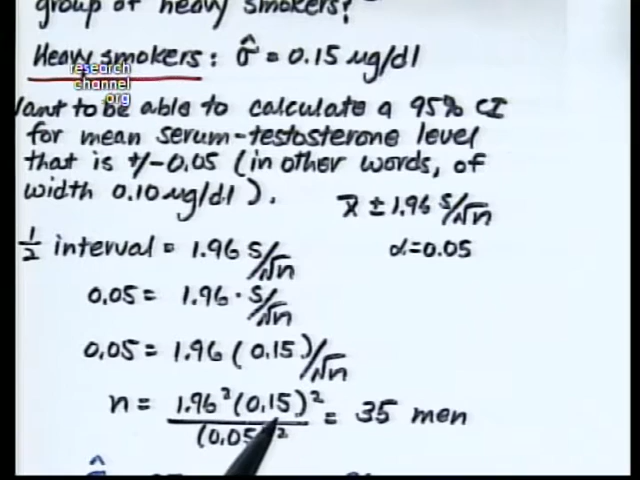 group of heavy smokers?
Heavy smokers: σ̂ = 0.15 µg/dl
research
channel
.org
Want to be able to calculate a 95% CI
for mean serum-testosterone level
that is +/-0.05 (in other words, of
width 0.10 µg/dl).
x̄ ± 1.96 s/√n
½ interval = 1.96 s/√n
α=0.05
0.05 = 1.96 · s/√n
0.05 = 1.96 (0.15)/√n
n = 1.96²(0.15)² / (0.05)² = 35 men